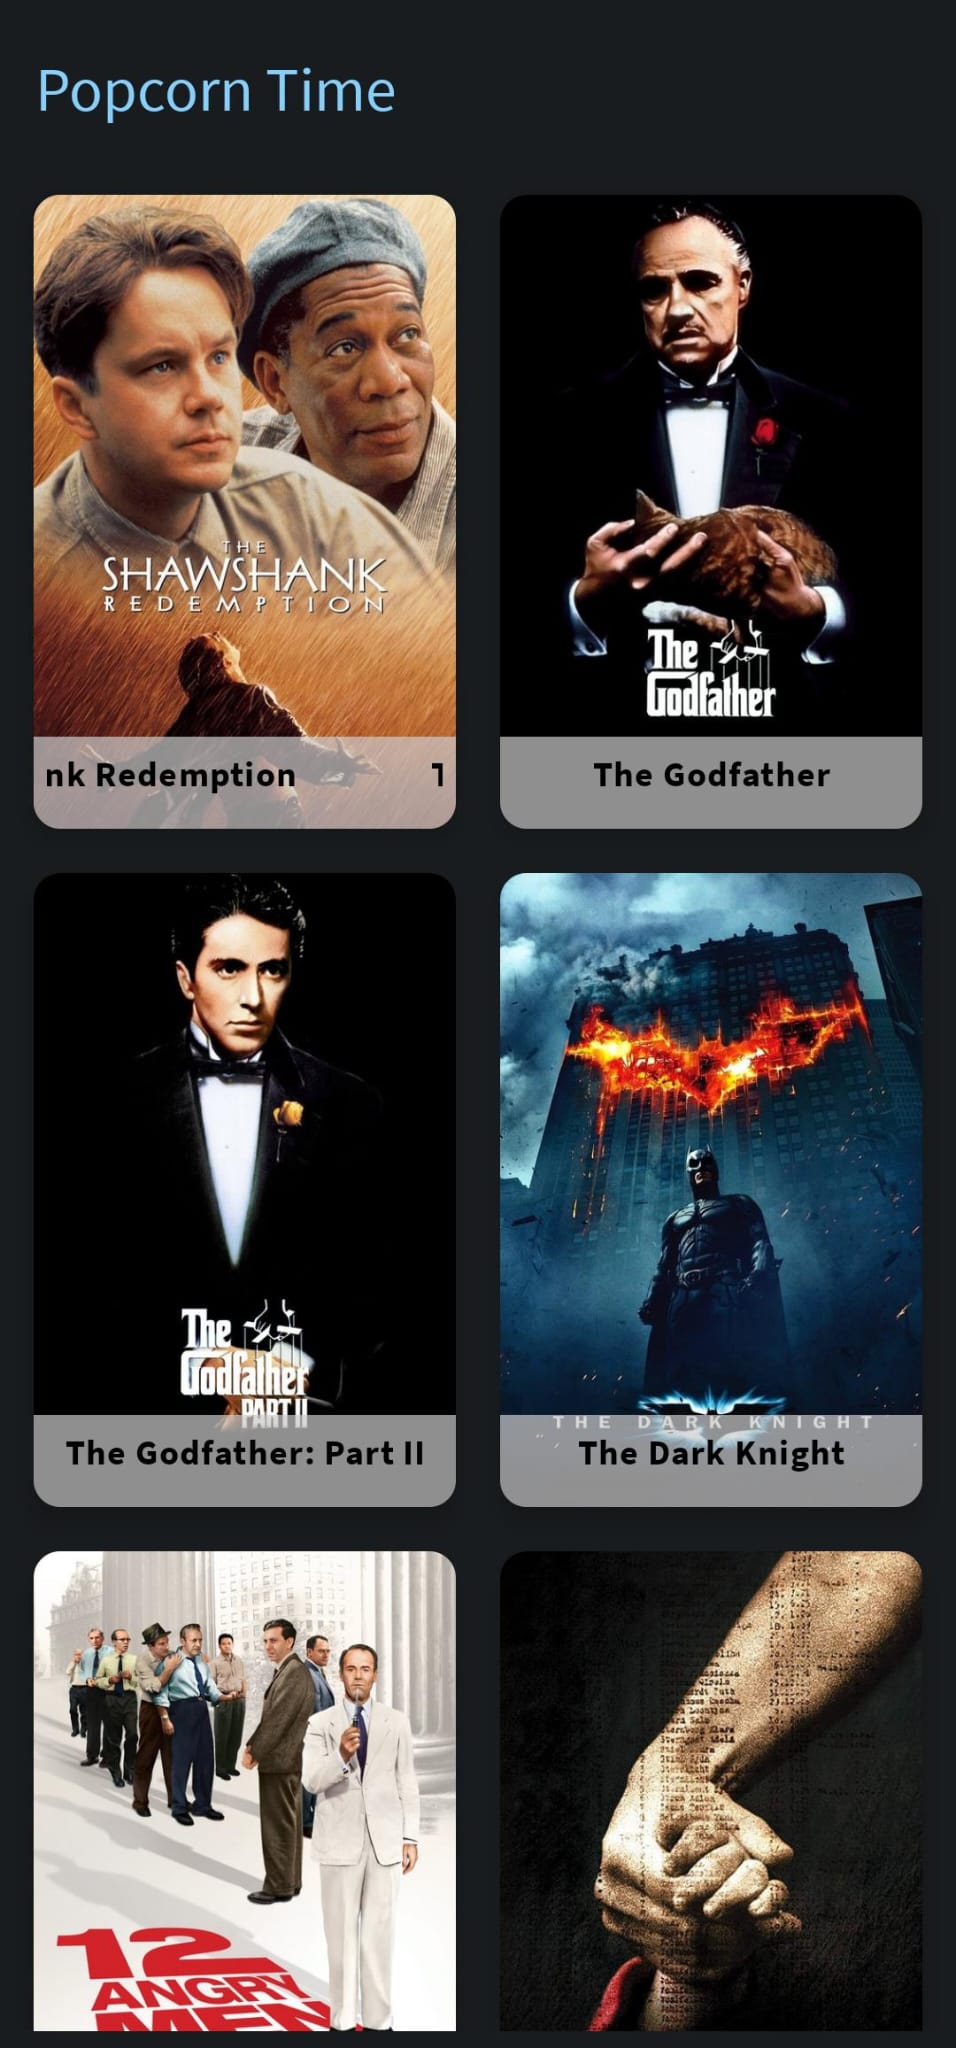 Popcorn Time
THE
SHAWSHANK
REDEMPTION
nk Redemption
The
Godfather
The Godfather
The
Godfather
PART II
The Godfather: Part II
THE DARK KNIGHT
The Dark Knight
12
ANGRY
MEN